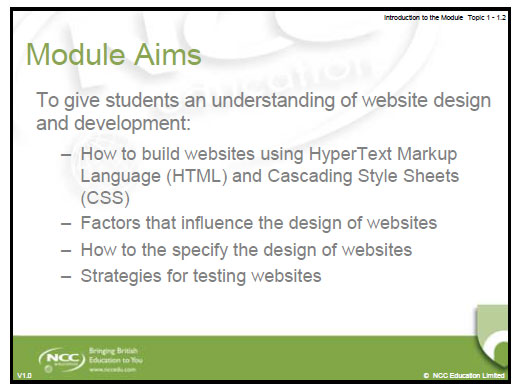 Introduction to the Module Topic 1 - 1.2
Module Aims
To give students an understanding of website design
and development:
– How to build websites using HyperText Markup
Language (HTML) and Cascading Style Sheets
(CSS)
– Factors that influence the design of websites
– How to the specify the design of websites
– Strategies for testing websites
NCC
education
Bringing British
Education to You
www.nccedu.com
V1.0
© NCC Education Limited